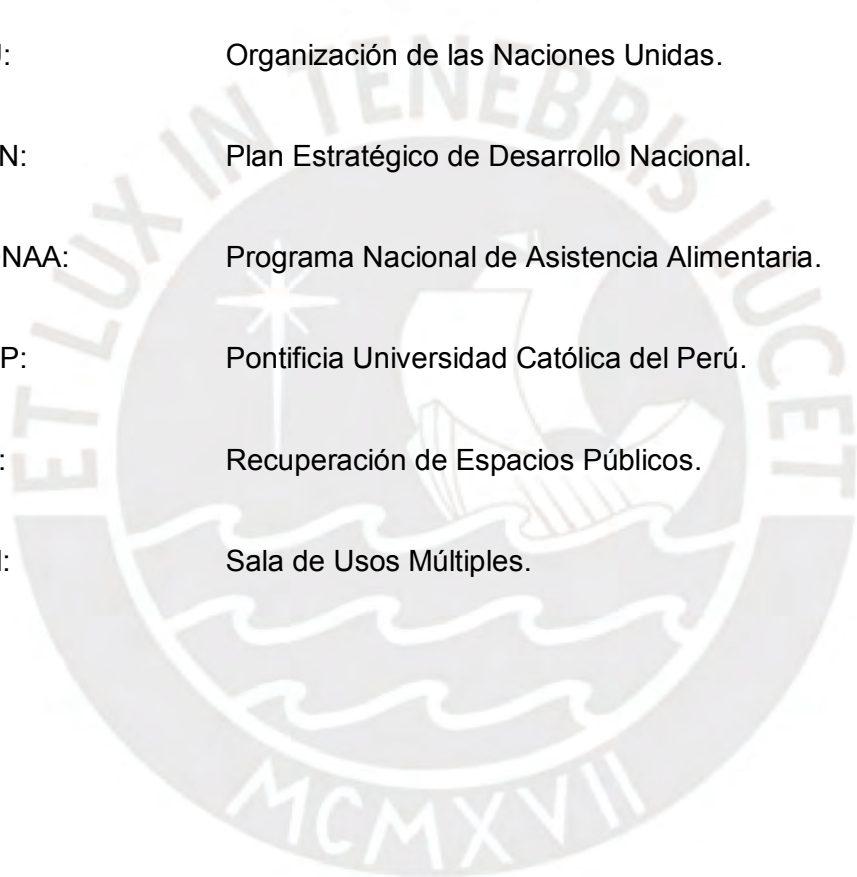 U: Organización de las Naciones Unidas.
N: Plan Estratégico de Desarrollo Nacional.
NAA: Programa Nacional de Asistencia Alimentaria.
P: Pontificia Universidad Católica del Perú.
: Recuperación de Espacios Públicos.
: Sala de Usos Múltiples.
ET LUX IN TENEBRIS LUCET
MCMXVII